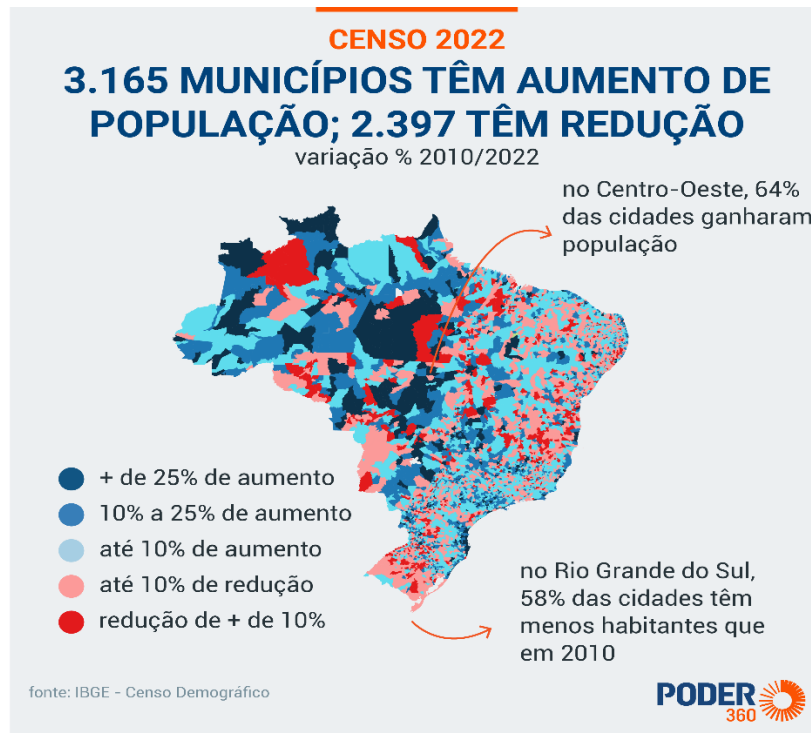 CENSO 2022
3.165 MUNICÍPIOS TÊM AUMENTO DE
POPULAÇÃO; 2.397 TÊM REDUÇÃO
variação % 2010/2022
no Centro-Oeste, 64%
das cidades ganharam
população
+ de 25% de aumento
10% a 25% de aumento
até 10% de aumento
até 10% de redução
redução de + de 10%
no Rio Grande do Sul,
58% das cidades têm
menos habitantes que
em 2010
fonte: IBGE - Censo Demográfico
PODER
360